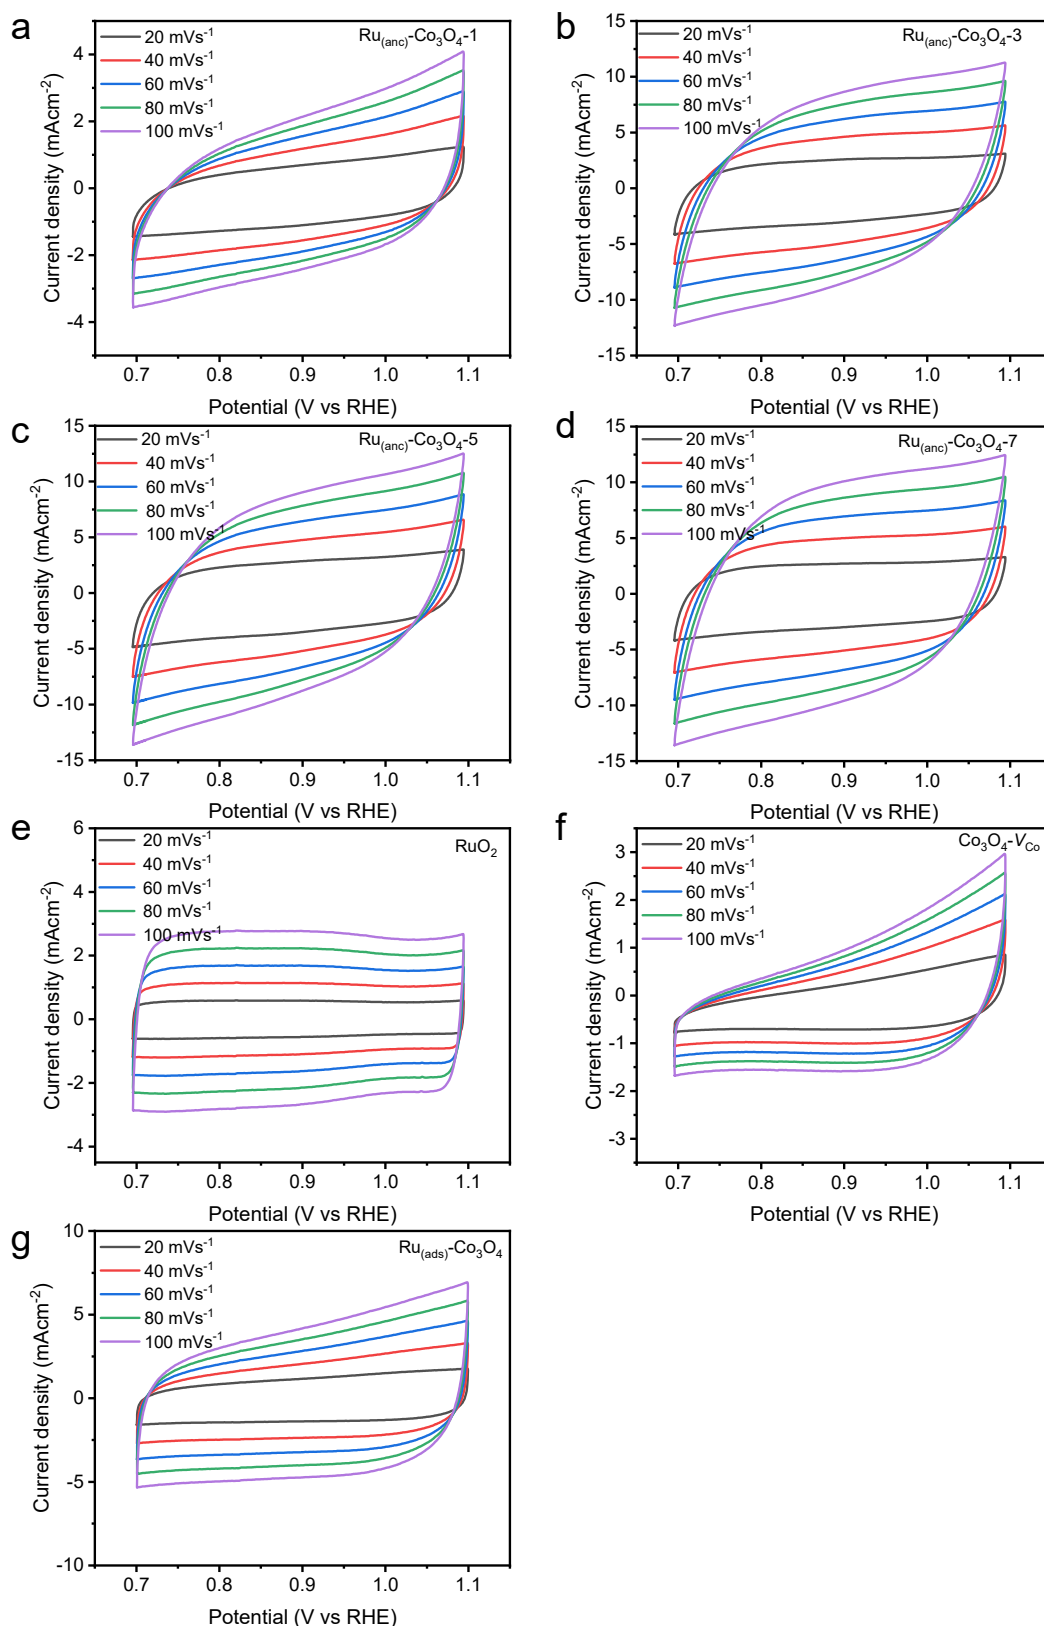 a
20 mVs⁻¹
40 mVs⁻¹
60 mVs⁻¹
80 mVs⁻¹
100 mVs⁻¹
Ru(anc)-Co₃O₄-1
4
2
0
-2
-4
Current density (mAcm⁻²)
0.7 0.8 0.9 1.0 1.1
Potential (V vs RHE)
b
20 mVs⁻¹
40 mVs⁻¹
60 mVs⁻¹
80 mVs⁻¹
100 mVs⁻¹
Ru(anc)-Co₃O₄-3
15
10
5
0
-5
-10
-15
Current density (mAcm⁻²)
0.7 0.8 0.9 1.0 1.1
Potential (V vs RHE)
c
20 mVs⁻¹
40 mVs⁻¹
60 mVs⁻¹
80 mVs⁻¹
100 mVs⁻¹
Ru(anc)-Co₃O₄-5
15
10
5
0
-5
-10
-15
Current density (mAcm⁻²)
0.7 0.8 0.9 1.0 1.1
Potential (V vs RHE)
d
20 mVs⁻¹
40 mVs⁻¹
60 mVs⁻¹
80 mVs⁻¹
100 mVs⁻¹
Ru(anc)-Co₃O₄-7
15
10
5
0
-5
-10
-15
Current density (mAcm⁻²)
0.7 0.8 0.9 1.0 1.1
Potential (V vs RHE)
e
20 mVs⁻¹
40 mVs⁻¹
60 mVs⁻¹
80 mVs⁻¹
100 mVs⁻¹
RuO₂
6
4
2
0
-2
-4
Current density (mAcm⁻²)
0.7 0.8 0.9 1.0 1.1
Potential (V vs RHE)
f
20 mVs⁻¹
40 mVs⁻¹
60 mVs⁻¹
80 mVs⁻¹
100 mVs⁻¹
Co₃O₄-V_Co
3
2
1
0
-1
-2
-3
Current density (mAcm⁻²)
0.7 0.8 0.9 1.0 1.1
Potential (V vs RHE)
g
20 mVs⁻¹
40 mVs⁻¹
60 mVs⁻¹
80 mVs⁻¹
100 mVs⁻¹
Ru(ads)-Co₃O₄
10
5
0
-5
-10
Current density (mAcm⁻²)
0.7 0.8 0.9 1.0 1.1
Potential (V vs RHE)